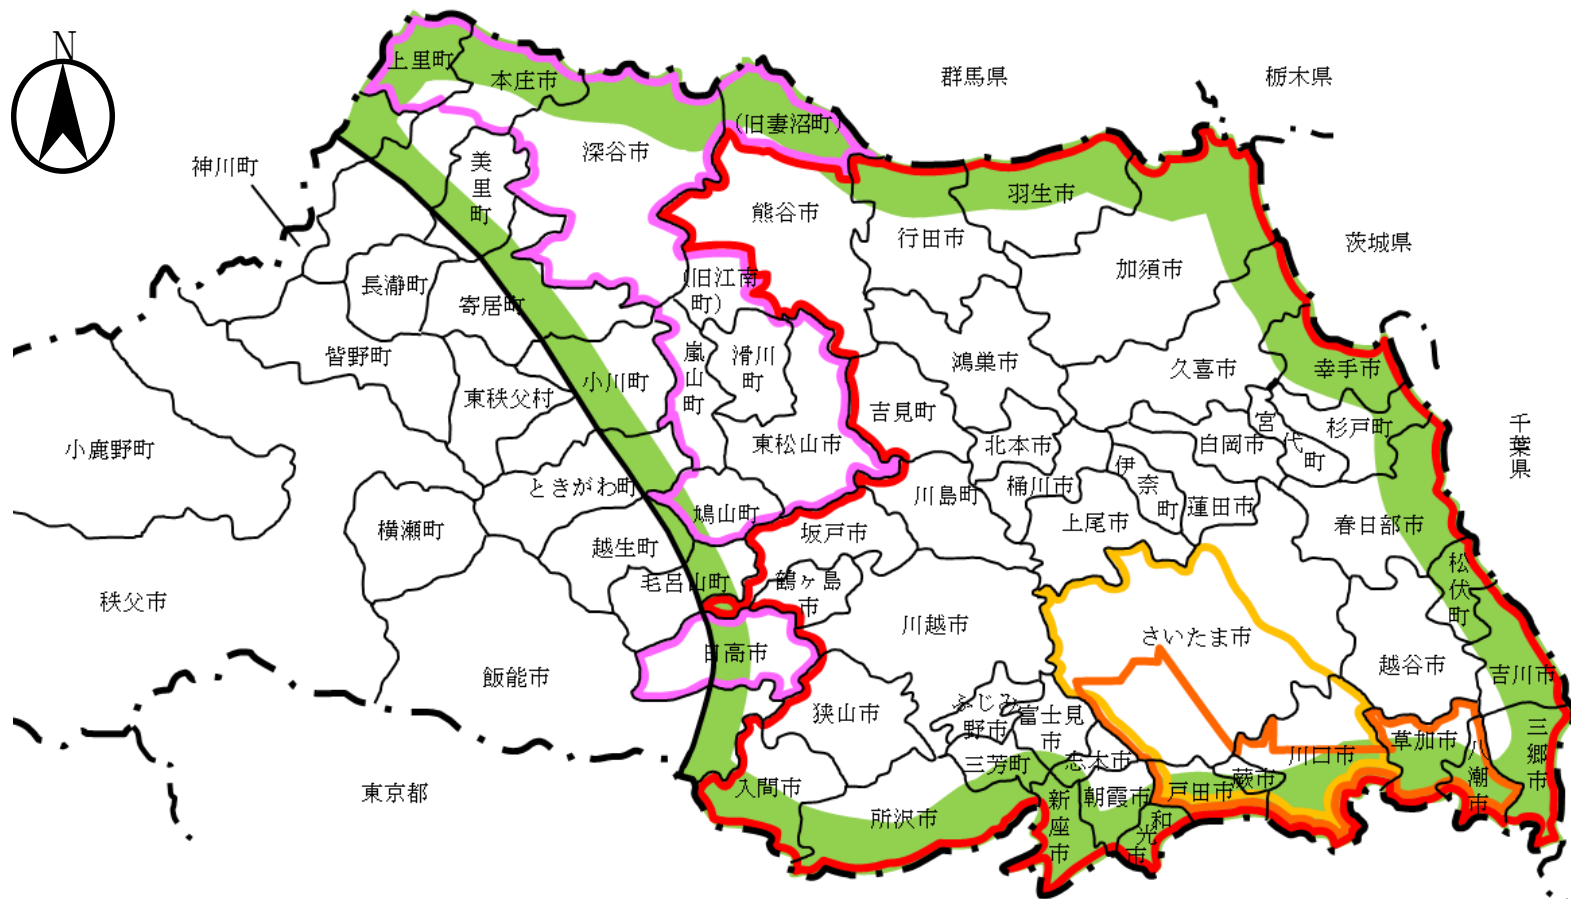 N
群馬県
栃木県
上里町
本庄市
(旧妻沼町)
深谷市
神川町
美里町
羽生市
熊谷市
行田市
茨城県
加須市
長瀞町
(旧江南
町)
寄居町
皆野町
嵐山町
滑川
町
鴻巣市
久喜市
幸手市
小川町
東秩父村
吉見町
宮
代
町
杉戸町
千葉県
小鹿野町
東松山市
北本市
白岡市
伊
奈
町
ときがわ町
川島町
桶川市
蓮田市
鳩山町
上尾市
春日部市
横瀬町
坂戸市
越生町
松伏町
毛呂山町
鶴ヶ島
市
秩父市
川越市
さいたま市
日高市
越谷市
飯能市
吉川市
狭山市
ふじみ
野市
富士見
市
三郷市
草加市
川口市
八潮市
三芳町
志木市
蕨市
戸田市
東京都
入間市
朝霞市
新座市
所沢市
和
光
市